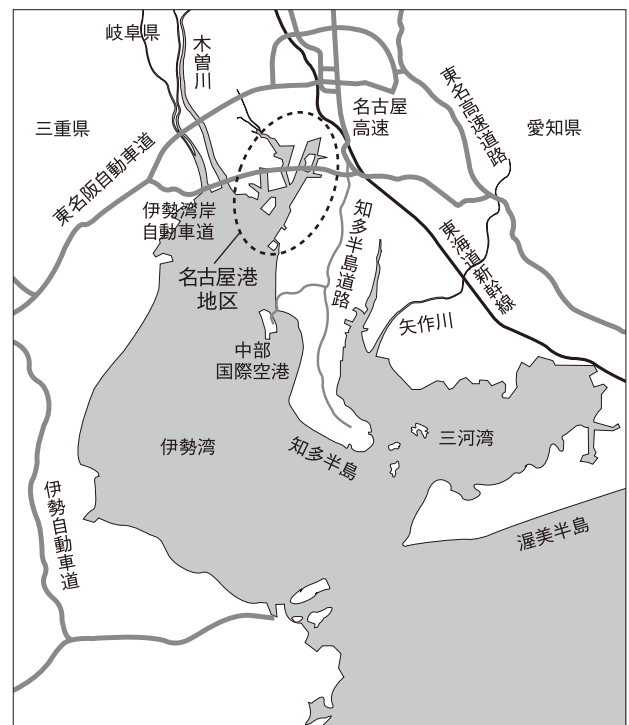 岐阜県
木曽川
三重県
名古屋
高速
東名高速道路
愛知県
東名阪自動車道
伊勢湾岸
自動車道
知多半島道路
東海道新幹線
名古屋港
地区
矢作川
中部
国際空港
伊勢湾
知多半島
三河湾
伊勢自動車道
渥美半島